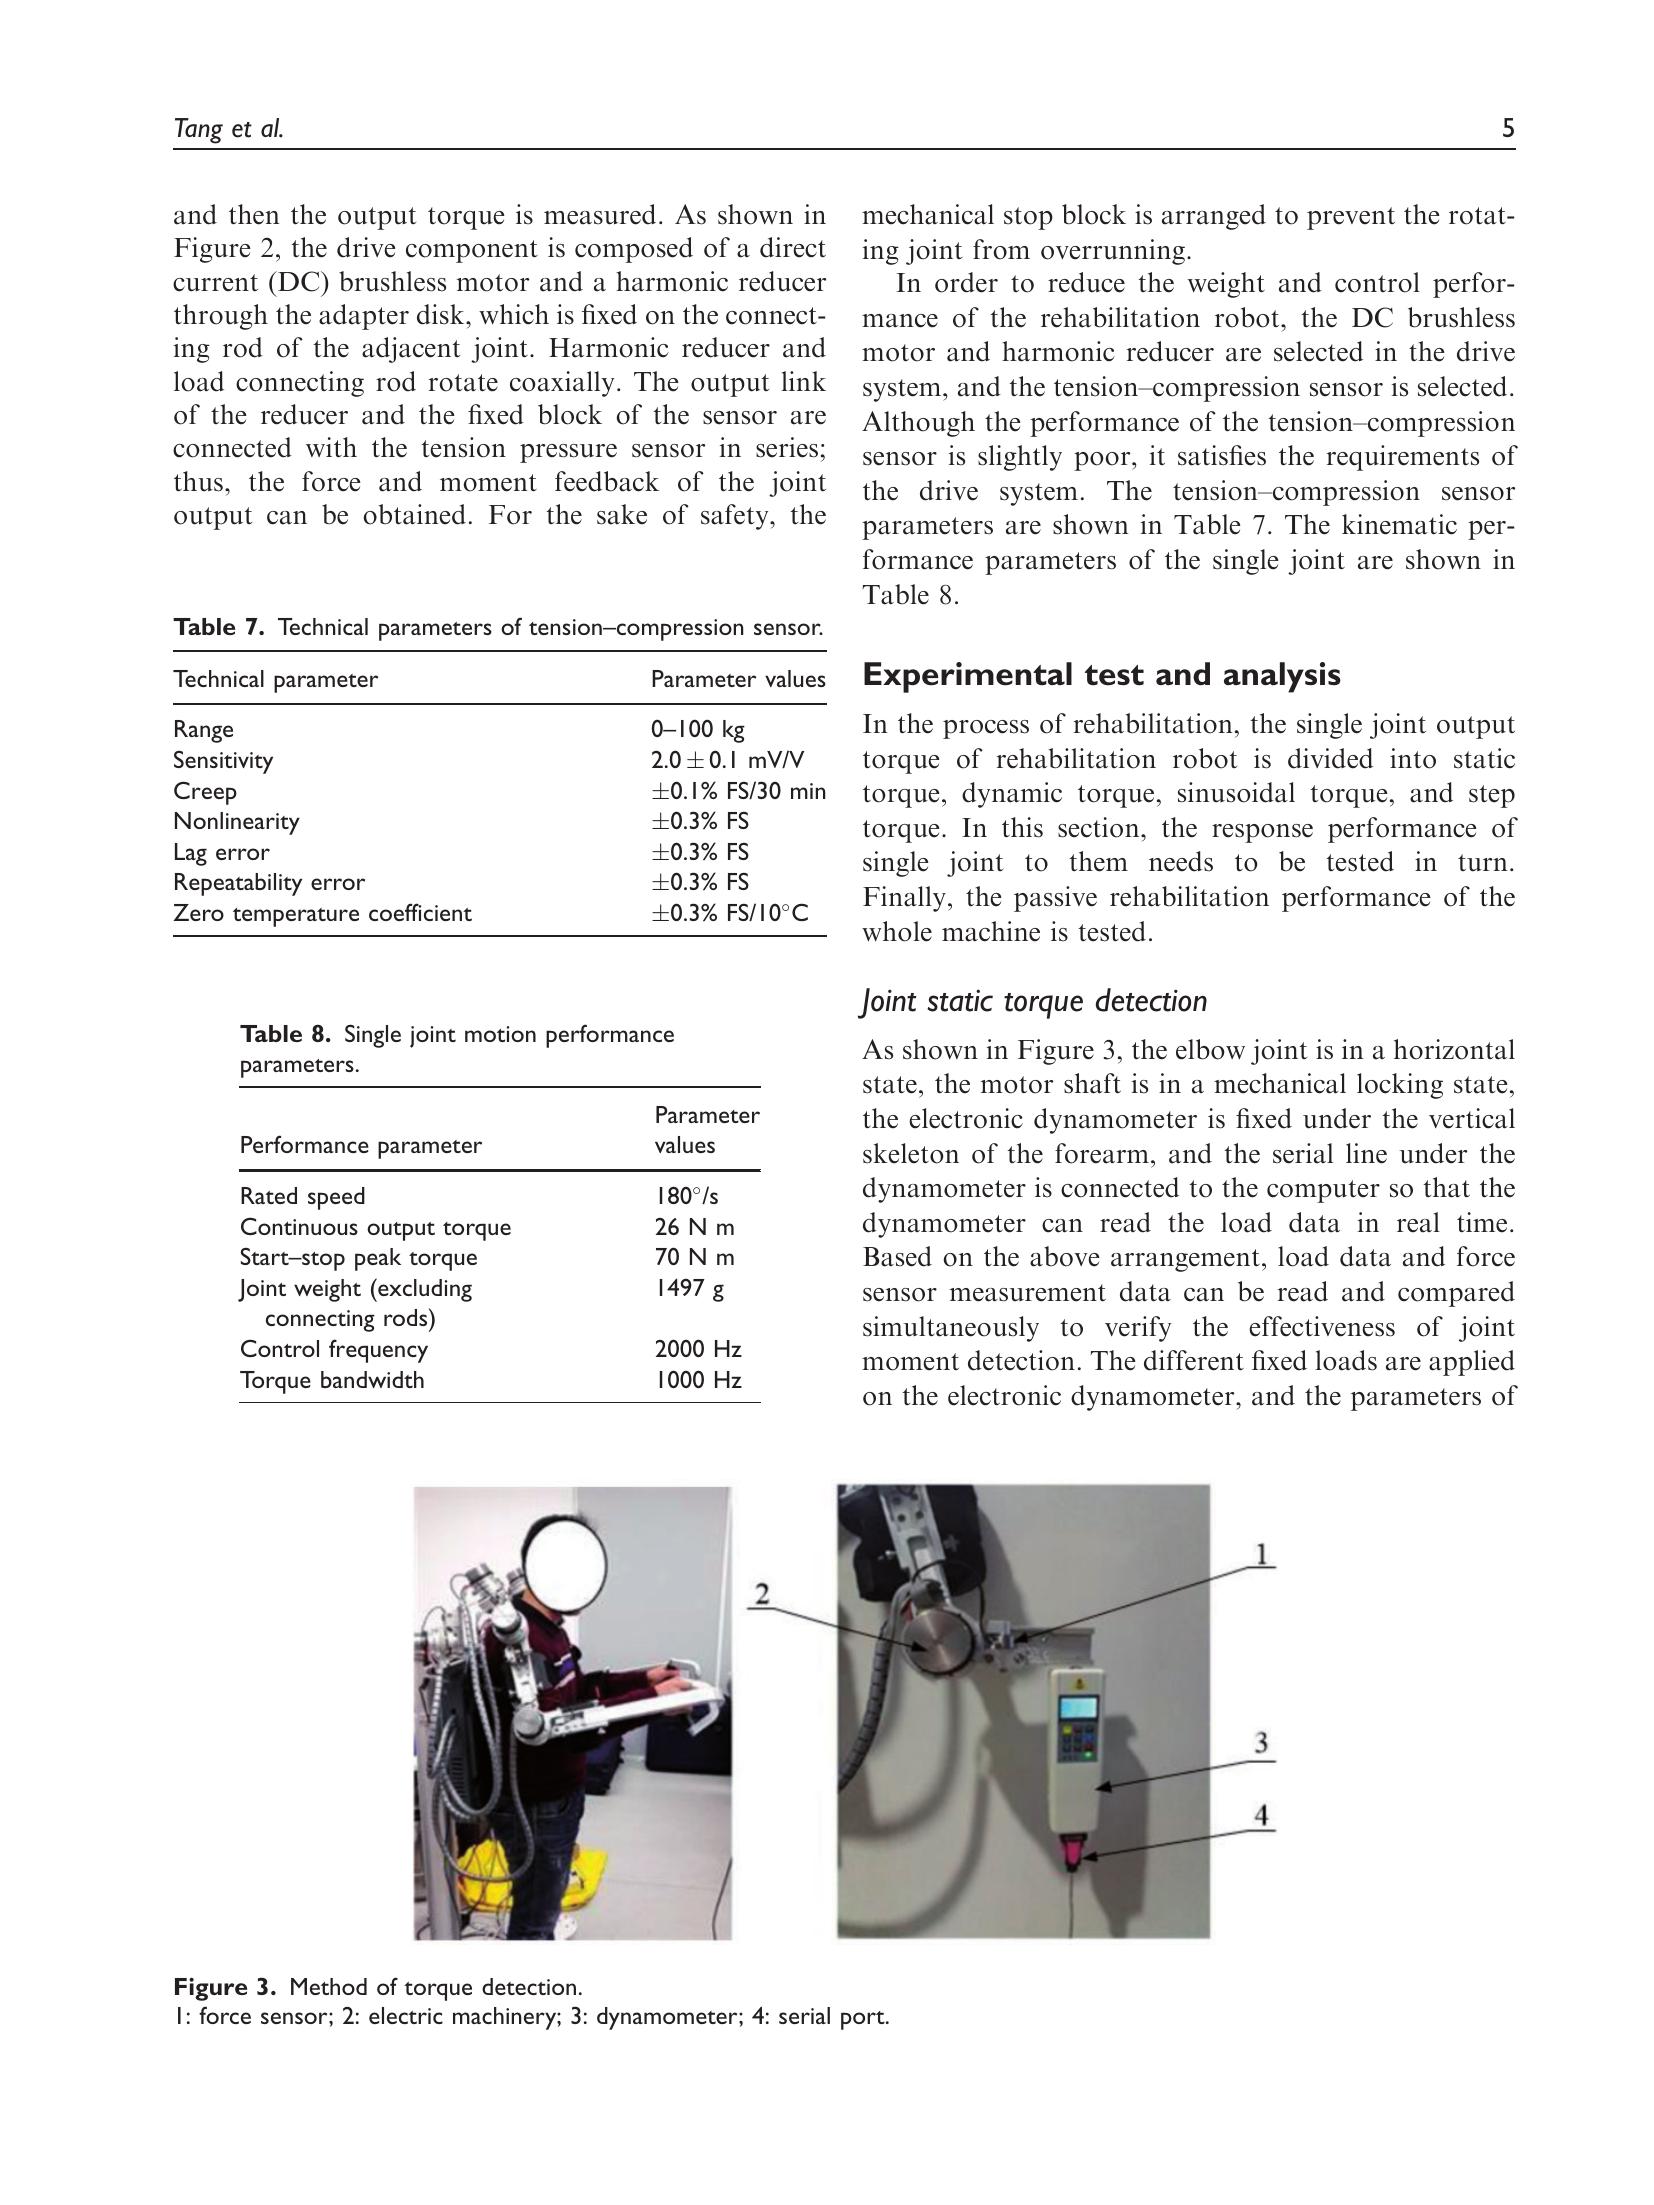 Tang et al.
5
and then the output torque is measured. As shown in
Figure 2, the drive component is composed of a direct
current (DC) brushless motor and a harmonic reducer
through the adapter disk, which is fixed on the connect-
ing rod of the adjacent joint. Harmonic reducer and
load connecting rod rotate coaxially. The output link
of the reducer and the fixed block of the sensor are
connected with the tension pressure sensor in series;
thus, the force and moment feedback of the joint
output can be obtained. For the sake of safety, the
Table 7. Technical parameters of tension–compression sensor.
Technical parameter Parameter values
Range 0–100 kg
Sensitivity 2.0 ± 0.1 mV/V
Creep ±0.1% FS/30 min
Nonlinearity ±0.3% FS
Lag error ±0.3% FS
Repeatability error ±0.3% FS
Zero temperature coefficient ±0.3% FS/10°C
Table 8. Single joint motion performance
parameters.
Performance parameter Parameter
values
Rated speed 180°/s
Continuous output torque 26 N m
Start–stop peak torque 70 N m
Joint weight (excluding 1497 g
connecting rods)
Control frequency 2000 Hz
Torque bandwidth 1000 Hz
mechanical stop block is arranged to prevent the rotat-
ing joint from overrunning.
In order to reduce the weight and control perfor-
mance of the rehabilitation robot, the DC brushless
motor and harmonic reducer are selected in the drive
system, and the tension–compression sensor is selected.
Although the performance of the tension–compression
sensor is slightly poor, it satisfies the requirements of
the drive system. The tension–compression sensor
parameters are shown in Table 7. The kinematic per-
formance parameters of the single joint are shown in
Table 8.
Experimental test and analysis
In the process of rehabilitation, the single joint output
torque of rehabilitation robot is divided into static
torque, dynamic torque, sinusoidal torque, and step
torque. In this section, the response performance of
single joint to them needs to be tested in turn.
Finally, the passive rehabilitation performance of the
whole machine is tested.
Joint static torque detection
As shown in Figure 3, the elbow joint is in a horizontal
state, the motor shaft is in a mechanical locking state,
the electronic dynamometer is fixed under the vertical
skeleton of the forearm, and the serial line under the
dynamometer is connected to the computer so that the
dynamometer can read the load data in real time.
Based on the above arrangement, load data and force
sensor measurement data can be read and compared
simultaneously to verify the effectiveness of joint
moment detection. The different fixed loads are applied
on the electronic dynamometer, and the parameters of
1
2
3
4
Figure 3. Method of torque detection.
1: force sensor; 2: electric machinery; 3: dynamometer; 4: serial port.